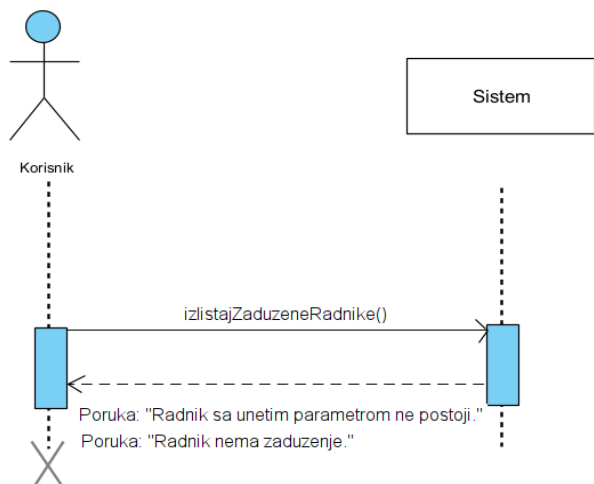 Sistem
Korisnik
izlistajZaduzeneRadnike()
Poruka: "Radnik sa unetim parametrom ne postoji."
Poruka: "Radnik nema zaduzenje."